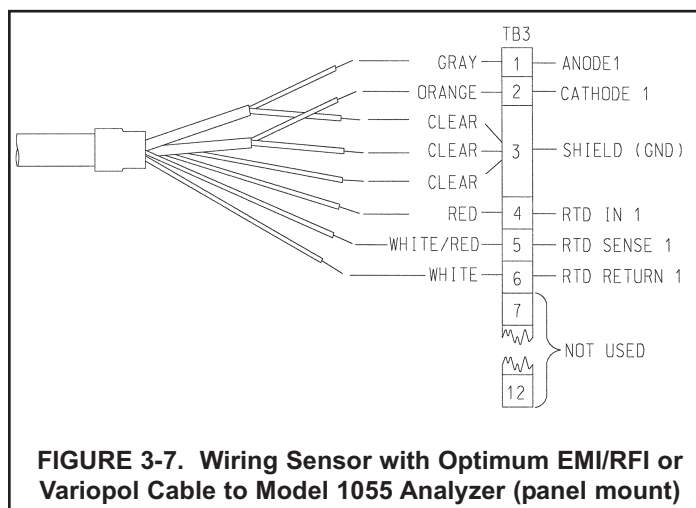 TB3
GRAY 1 ANODE1
ORANGE 2 CATHODE 1
CLEAR
CLEAR 3 SHIELD (GND)
CLEAR
RED 4 RTD IN 1
WHITE/RED 5 RTD SENSE 1
WHITE 6 RTD RETURN 1
7
NOT USED
12
FIGURE 3-7. Wiring Sensor with Optimum EMI/RFI or
Variopol Cable to Model 1055 Analyzer (panel mount)